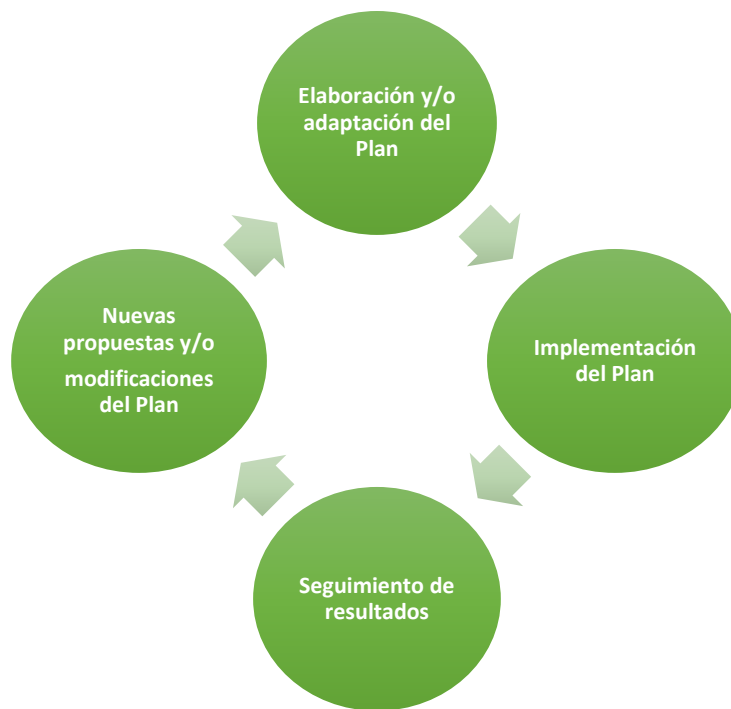 Elaboración y/o
adaptación del
Plan
Nuevas
propuestas y/o
modificaciones
del Plan
Implementación
del Plan
Seguimiento de
resultados